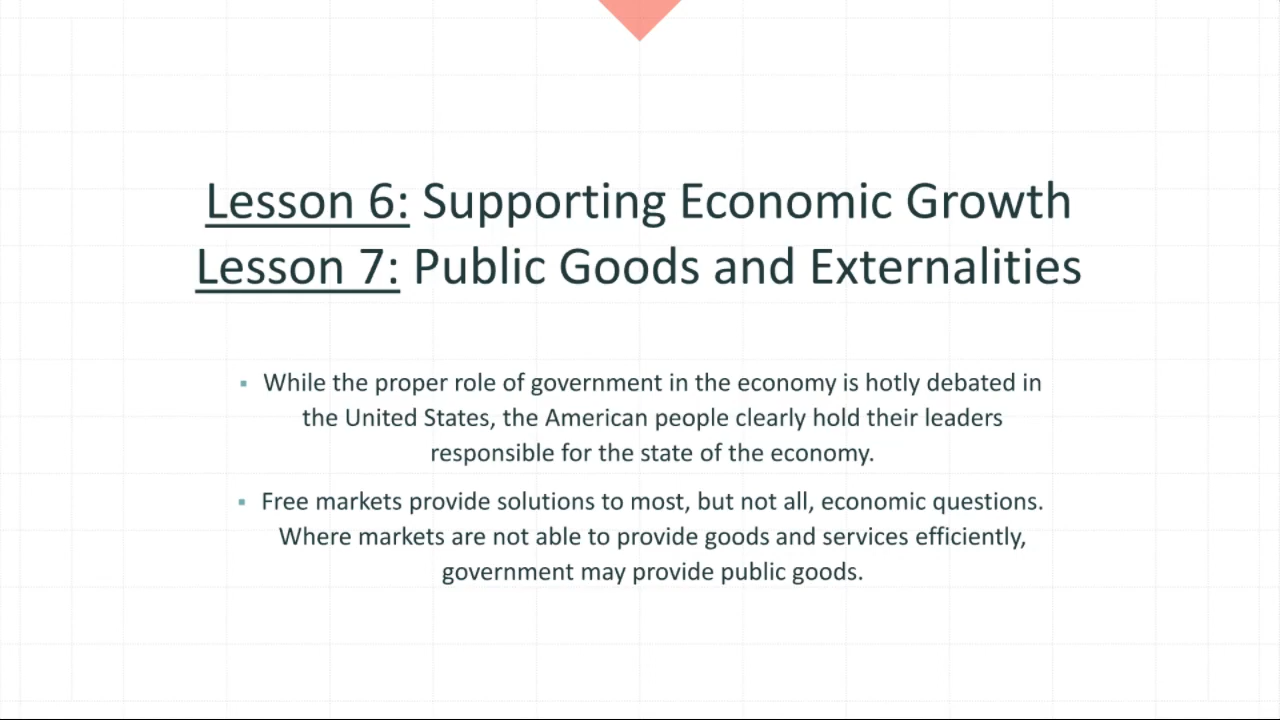 Lesson 6: Supporting Economic Growth
Lesson 7: Public Goods and Externalities
▪ While the proper role of government in the economy is hotly debated in
the United States, the American people clearly hold their leaders
responsible for the state of the economy.
▪ Free markets provide solutions to most, but not all, economic questions.
Where markets are not able to provide goods and services efficiently,
government may provide public goods.